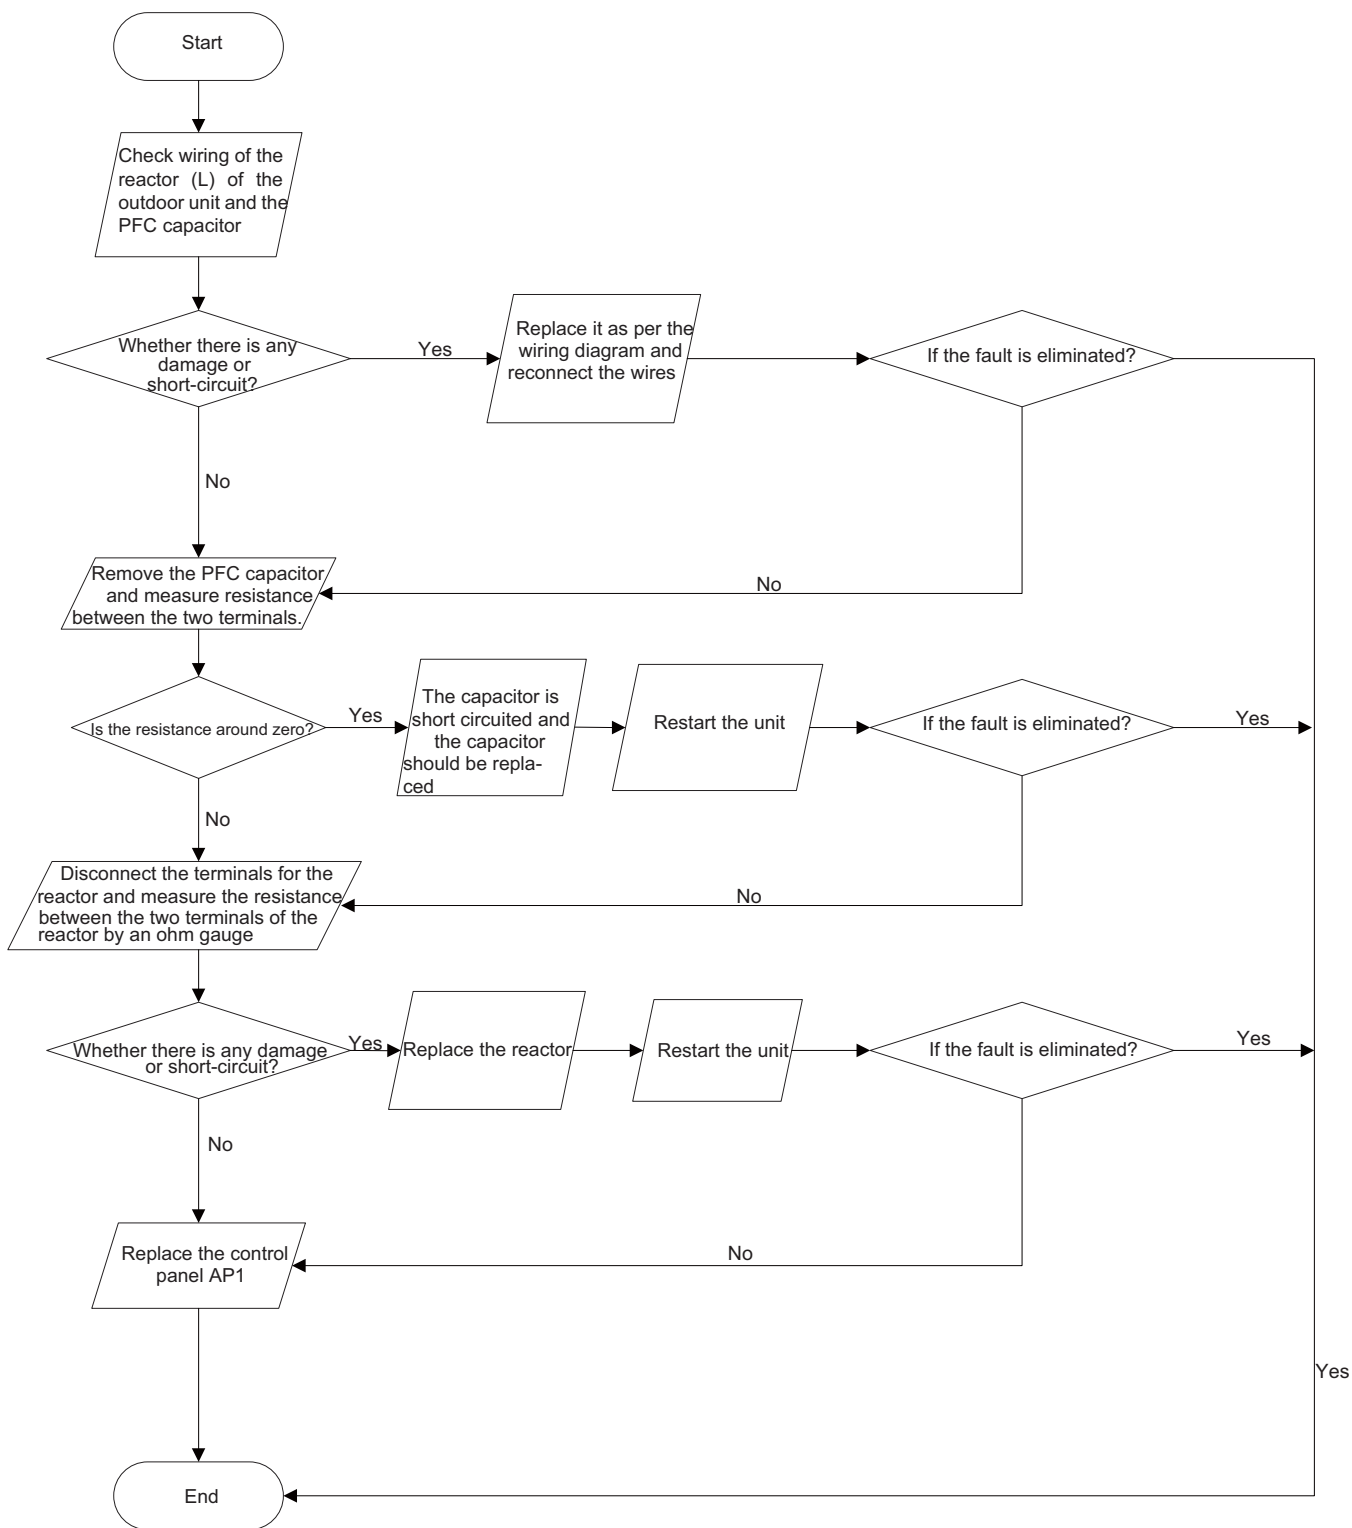 Start
Check wiring of the
reactor (L) of the
outdoor unit and the
PFC capacitor
Whether there is any
damage or
short-circuit?
Yes
Replace it as per the
wiring diagram and
reconnect the wires
If the fault is eliminated?
No
Remove the PFC capacitor
and measure resistance
between the two terminals.
No
Is the resistance around zero?
Yes
The capacitor is
short circuited and
the capacitor
should be repla-
ced
Restart the unit
If the fault is eliminated?
Yes
No
Disconnect the terminals for the
reactor and measure the resistance
between the two terminals of the
reactor by an ohm gauge
No
Whether there is any damage
or short-circuit?
Yes
Replace the reactor
Restart the unit
If the fault is eliminated?
Yes
No
Replace the control
panel AP1
No
Yes
End